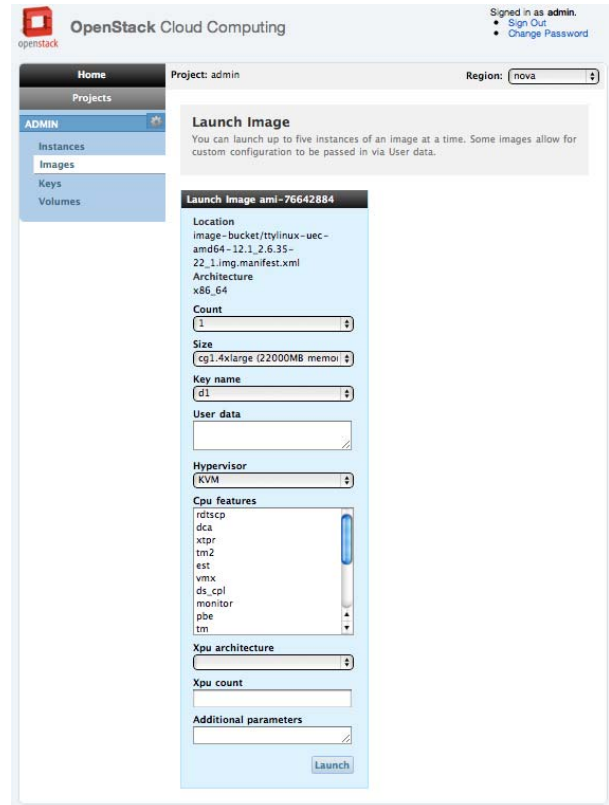 openstack
OpenStack Cloud Computing
Signed in as admin.
Sign Out
Change Password
Home
Projects
ADMIN
Instances
Images
Keys
Volumes
Project: admin
Region: nova
Launch Image
You can launch up to five instances of an image at a time. Some images allow for
custom configuration to be passed in via User data.
Launch Image ami-76642884
Location
image-bucket/ttylinux-uec-
amd64-12.1_2.6.35-
22_1.img.manifest.xml
Architecture
x86_64
Count
1
Size
cg1.4xlarge (22000MB memor
Key name
d1
User data
Hypervisor
KVM
Cpu features
rdtscp
dca
xtpr
tm2
est
vmx
ds_cpl
monitor
pbe
tm
Xpu architecture
Xpu count
Additional parameters
Launch